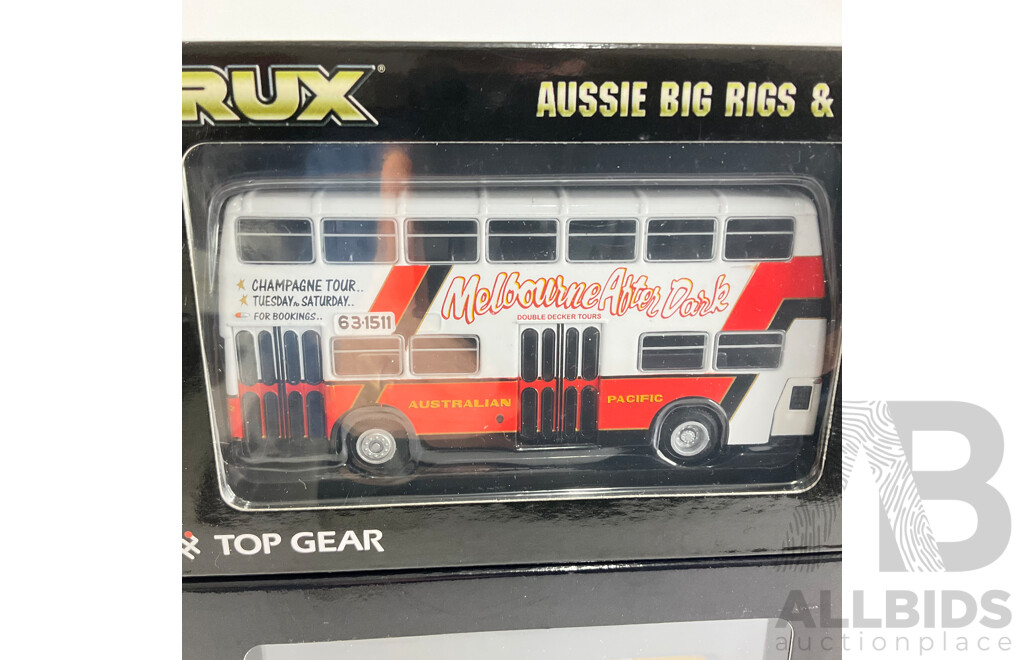 RUX®
AUSSIE BIG RIGS &
CHAMPAGNE TOUR..
TUESDAY to SATURDAY..
FOR BOOKINGS..
63·1511
Melbourne After Dark
DOUBLE DECKER TOURS
AUSTRALIAN PACIFIC
TOP GEAR
AB
ALLBIDS
auctionplace